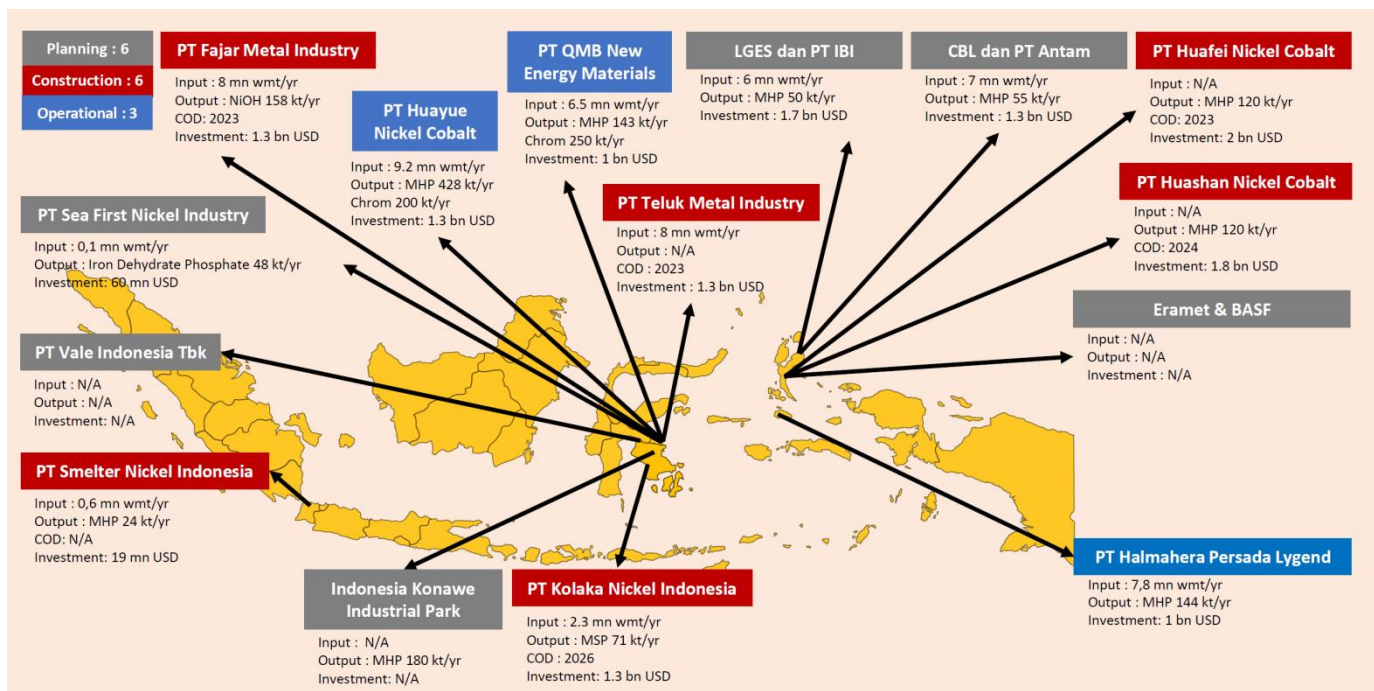 Planning : 6
Construction : 6
Operational : 3
PT Fajar Metal Industry
Input : 8 mn wmt/yr
Output : NiOH 158 kt/yr
COD: 2023
Investment: 1.3 bn USD
PT Huayue
Nickel Cobalt
Input : 9.2 mn wmt/yr
Output : MHP 428 kt/yr
Chrom 200 kt/yr
Investment: 1.3 bn USD
PT QMB New
Energy Materials
Input : 6.5 mn wmt/yr
Output : MHP 143 kt/yr
Chrom 250 kt/yr
Investment: 1 bn USD
LGES dan PT IBI
Input : 6 mn wmt/yr
Output : MHP 50 kt/yr
Investment: 1.7 bn USD
CBL dan PT Antam
Input : 7 mn wmt/yr
Output : MHP 55 kt/yr
Investment: 1.3 bn USD
PT Huafei Nickel Cobalt
Input : N/A
Output : MHP 120 kt/yr
COD: 2023
Investment: 2 bn USD
PT Teluk Metal Industry
Input : 8 mn wmt/yr
Output : N/A
COD : 2023
Investment: 1.3 bn USD
PT Huashan Nickel Cobalt
Input : N/A
Output : MHP 120 kt/yr
COD: 2024
Investment: 1.8 bn USD
PT Sea First Nickel Industry
Input : 0,1 mn wmt/yr
Output : Iron Dehydrate Phosphate 48 kt/yr
Investment: 60 mn USD
Eramet & BASF
Input : N/A
Output : N/A
Investment : N/A
PT Vale Indonesia Tbk
Input : N/A
Output : N/A
Investment: N/A
PT Smelter Nickel Indonesia
Input : 0,6 mn wmt/yr
Output : MHP 24 kt/yr
COD: N/A
Investment: 19 mn USD
Indonesia Konawe
Industrial Park
Input : N/A
Output : MHP 180 kt/yr
Investment: N/A
PT Kolaka Nickel Indonesia
Input : 2.3 mn wmt/yr
Output : MSP 71 kt/yr
COD : 2026
Investment: 1.3 bn USD
PT Halmahera Persada Lygend
Input : 7,8 mn wmt/yr
Output : MHP 144 kt/yr
Investment: 1 bn USD